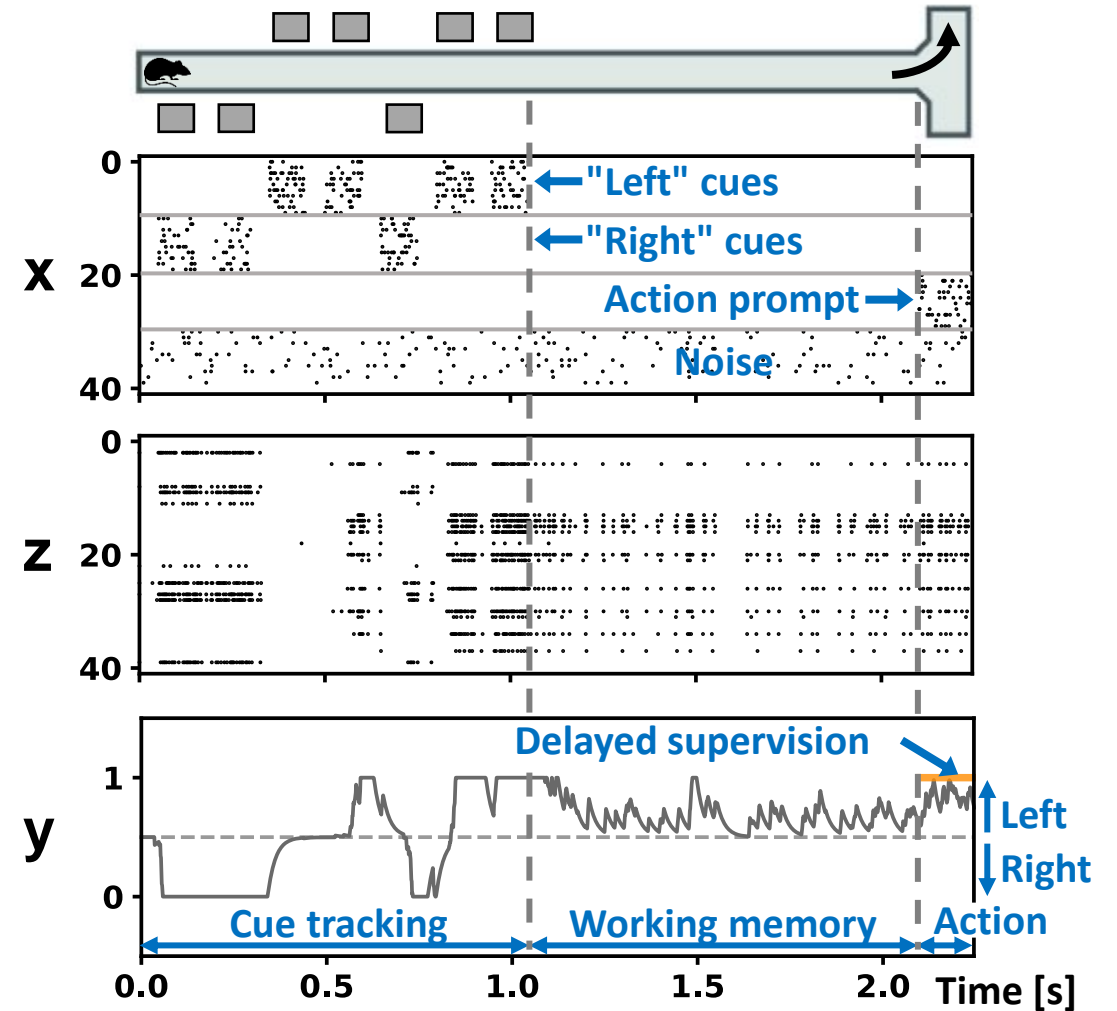 0
"Left" cues
"Right" cues
x
20
Action prompt
Noise
40
0
z
20
40
Delayed supervision
1
Left
y
Right
0
Cue tracking
Working memory
Action
0.0
0.5
1.0
1.5
2.0
Time [s]